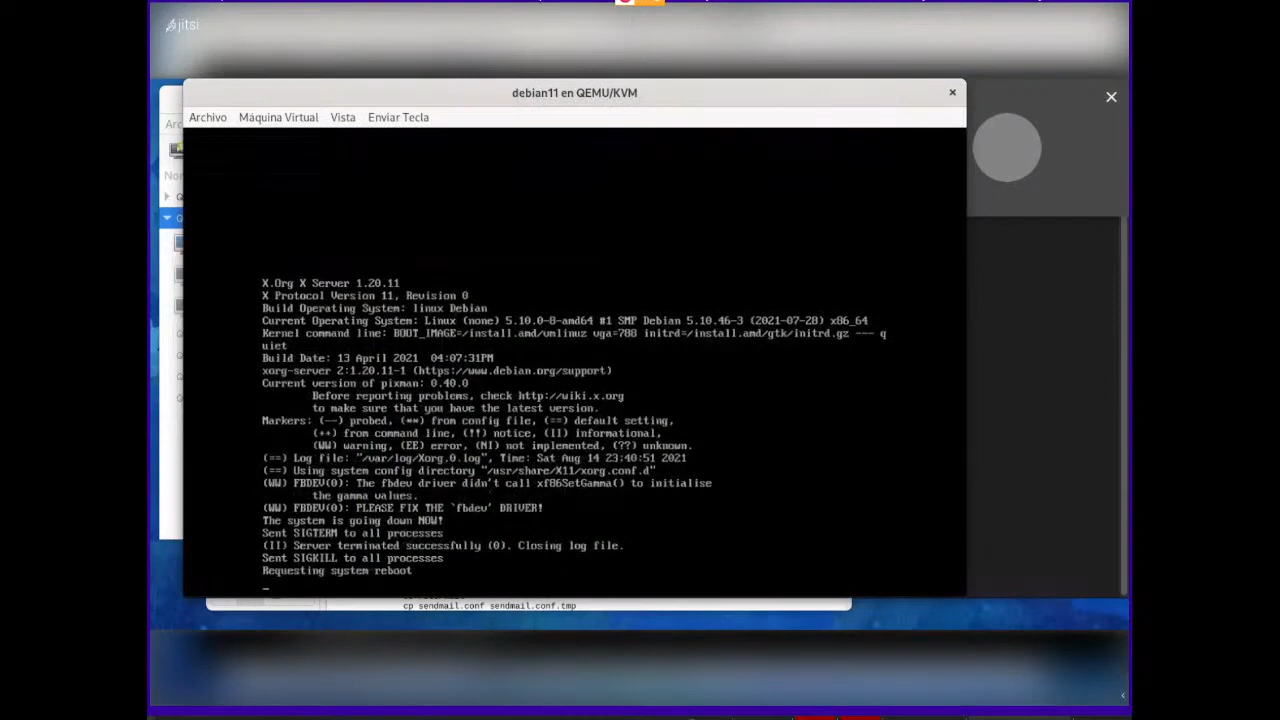 jitsi
debian11 en QEMU/KVM
Archivo Máquina Virtual Vista Enviar Tecla
X.Org X Server 1.20.11
X Protocol Version 11, Revision 0
Build Operating System: linux Debian
Current Operating System: Linux (none) 5.10.0-8-amd64 #1 SMP Debian 5.10.46-3 (2021-07-28) x86_64
Kernel command line: BOOT_IMAGE=/install.amd/vmlinuz vga=788 initrd=/install.amd/gtk/initrd.gz --- q
uiet
Build Date: 13 April 2021  04:07:31PM
xorg-server 2:1.20.11-1 (https://www.debian.org/support)
Current version of pixman: 0.40.0
Before reporting problems, check http://wiki.x.org
to make sure that you have the latest version.
Markers: (--) probed, (**) from config file, (==) default setting,
(++) from command line, (!!) notice, (II) informational,
(WW) warning, (EE) error, (NI) not implemented, (??) unknown.
(==) Log file: "/var/log/Xorg.0.log", Time: Sat Aug 14 23:40:51 2021
(==) Using system config directory "/usr/share/X11/xorg.conf.d"
(WW) FBDEV(0): The fbdev driver didn't call xf86SetGamma() to initialise
the gamma values.
(WW) FBDEV(0): PLEASE FIX THE `fbdev' DRIVER!
The system is going down NOW!
Sent SIGTERM to all processes
(II) Server terminated successfully (0). Closing log file.
Sent SIGKILL to all processes
Requesting system reboot
cp sendmail.conf sendmail.conf.tmp